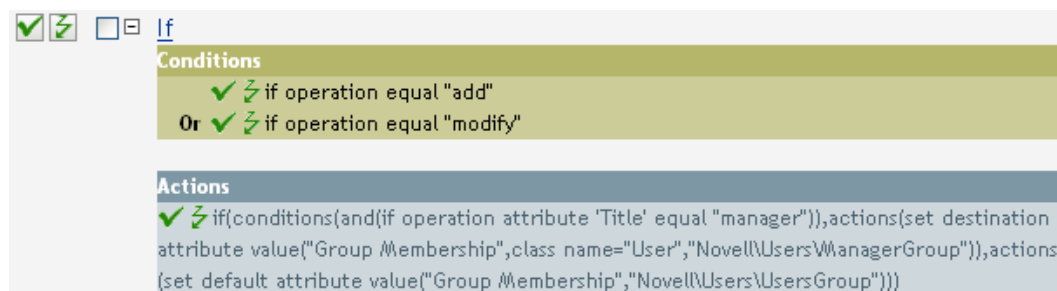 If
Conditions
if operation equal "add"
Or if operation equal "modify"
Actions
if(conditions(and(if operation attribute 'Title' equal "manager")),actions(set destination
attribute value("Group Membership",class name="User","Novell\Users\ManagerGroup")),actions
(set default attribute value("Group Membership","Novell\Users\UsersGroup")))